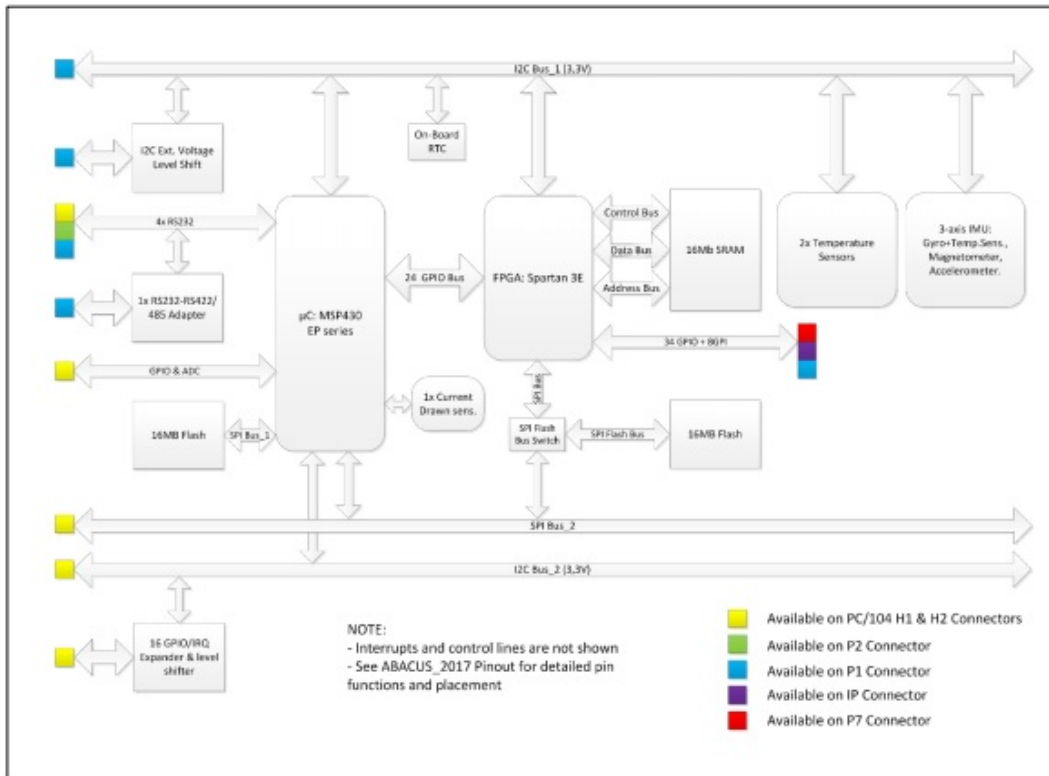 I2C Bus_1 (3,3V)
I2C Ext. Voltage
Level Shift
On-Board
RTC
4x RS232
1x RS232-RS422/
485 Adapter
GPIO & ADC
16MB Flash
SPI Bus_1
µC: MSP430
EP series
24 GPIO Bus
1x Current
Drawn sens.
FPGA: Spartan 3E
Control Bus
Data Bus
Address Bus
16Mb SRAM
2x Temperature
Sensors
3-axis IMU:
Gyro+Temp.Sens.,
Magnetometer,
Accelerometer.
34 GPIO + 8GPI
SPI Bus
SPI Flash
Bus Switch
SPI Flash Bus
16MB Flash
SPI Bus_2
I2C Bus_2 (3,3V)
16 GPIO/IRQ
Expander & level
shifter
NOTE:
- Interrupts and control lines are not shown
- See ABACUS_2017 Pinout for detailed pin
functions and placement
Available on PC/104 H1 & H2 Connectors
Available on P2 Connector
Available on P1 Connector
Available on IP Connector
Available on P7 Connector